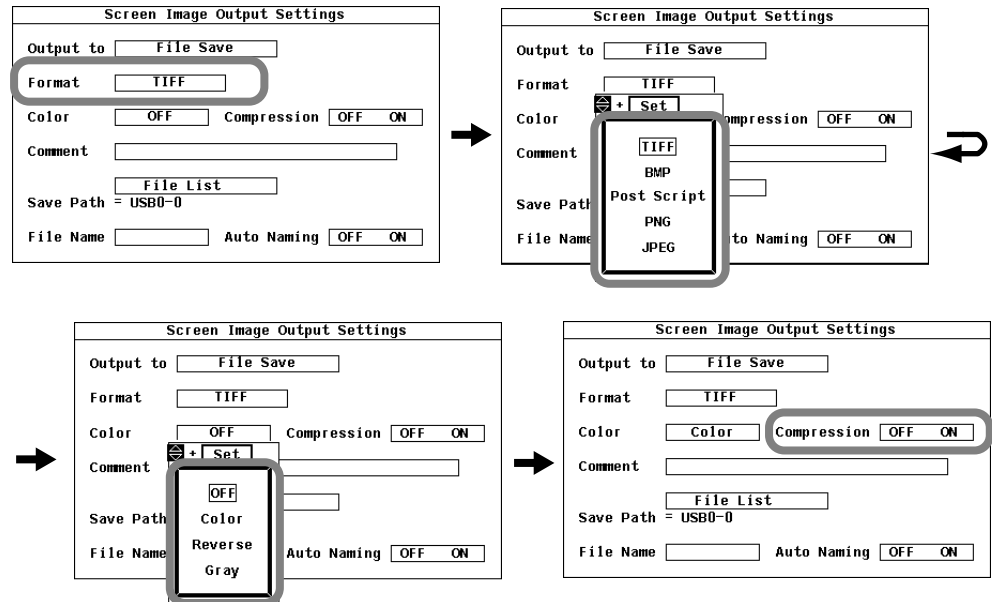 Screen Image Output Settings
Output to File Save
Format TIFF
Color OFF Compression OFF ON
Comment
File List
Save Path = USB0-0
File Name Auto Naming OFF ON
Screen Image Output Settings
Output to File Save
Format TIFF
+ Set
Color ompression OFF ON
Comment
TIFF
BMP
Post Script
PNG
JPEG
Save Path
File Name to Naming OFF ON
Screen Image Output Settings
Output to File Save
Format TIFF
Color OFF Compression OFF ON
+ Set
Comment
OFF
Color
Reverse
Gray
Save Path
File Name Auto Naming OFF ON
Screen Image Output Settings
Output to File Save
Format TIFF
Color Color Compression OFF ON
Comment
File List
Save Path = USB0-0
File Name Auto Naming OFF ON